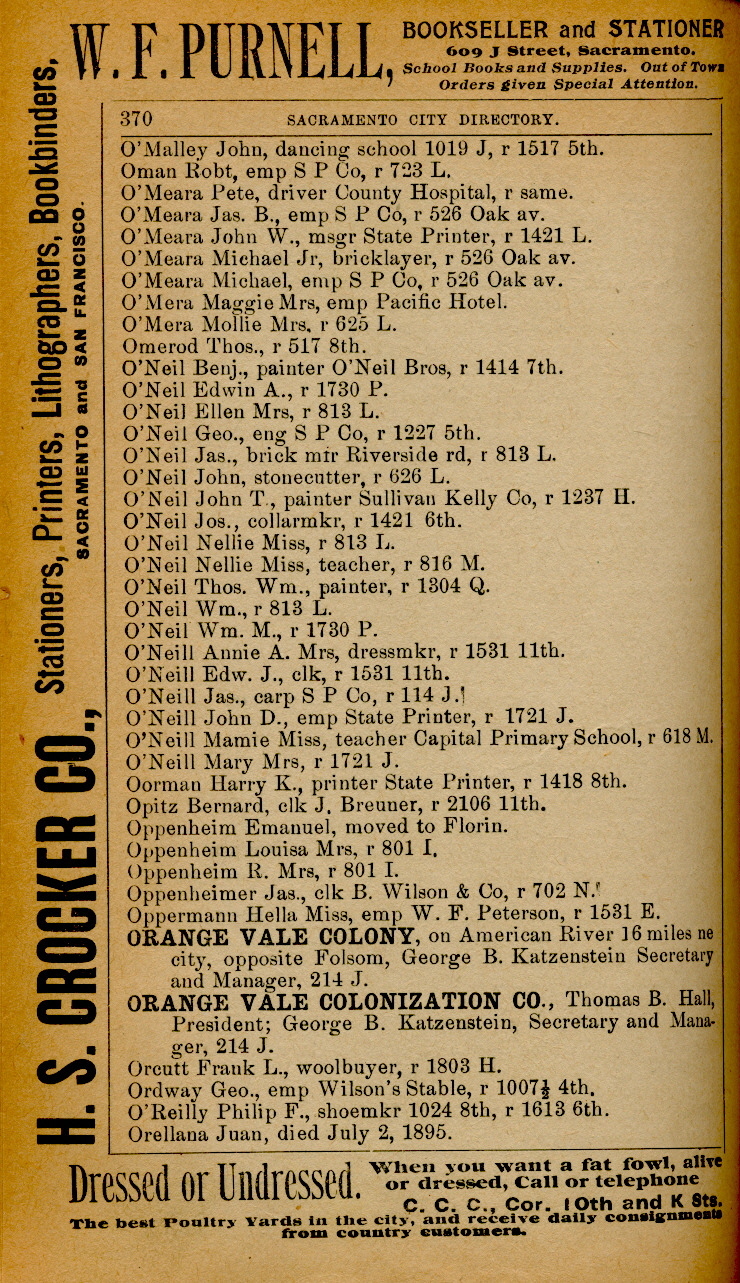 W. F. PURNELL,
BOOKSELLER and STATIONER
609 J Street, Sacramento.
School Books and Supplies. Out of Town
Orders given Special Attention.
H. S. CROCKER CO., Stationers, Printers, Lithographers, Bookbinders,
SACRAMENTO and SAN FRANCISCO.
370 SACRAMENTO CITY DIRECTORY.
O'Malley John, dancing school 1019 J, r 1517 5th.
Oman Robt, emp S P Co, r 723 L.
O'Meara Pete, driver County Hospital, r same.
O'Meara Jas. B., emp S P Co, r 526 Oak av.
O'Meara John W., msgr State Printer, r 1421 L.
O'Meara Michael Jr, bricklayer, r 526 Oak av.
O'Meara Michael, emp S P Co, r 526 Oak av.
O'Mera Maggie Mrs, emp Pacific Hotel.
O'Mera Mollie Mrs, r 625 L.
Omerod Thos., r 517 8th.
O'Neil Benj., painter O'Neil Bros, r 1414 7th.
O'Neil Edwin A., r 1730 P.
O'Neil Ellen Mrs, r 813 L.
O'Neil Geo., eng S P Co, r 1227 5th.
O'Neil Jas., brick mfr Riverside rd, r 813 L.
O'Neil John, stonecutter, r 626 L.
O'Neil John T., painter Sullivan Kelly Co, r 1237 H.
O'Neil Jos., collarmkr, r 1421 6th.
O'Neil Nellie Miss, r 813 L.
O'Neil Nellie Miss, teacher, r 816 M.
O'Neil Thos. Wm., painter, r 1304 Q.
O'Neil Wm., r 813 L.
O'Neil Wm. M., r 1730 P.
O'Neill Annie A. Mrs, dressmkr, r 1531 11th.
O'Neill Edw. J., clk, r 1531 11th.
O'Neill Jas., carp S P Co, r 114 J.
O'Neill John D., emp State Printer, r 1721 J.
O'Neill Mamie Miss, teacher Capital Primary School, r 618 M.
O'Neill Mary Mrs, r 1721 J.
Oorman Harry K., printer State Printer, r 1418 8th.
Opitz Bernard, clk J. Breuner, r 2106 11th.
Oppenheim Emanuel, moved to Florin.
Oppenheim Louisa Mrs, r 801 I.
Oppenheim R. Mrs, r 801 I.
Oppenheimer Jas., clk B. Wilson & Co, r 702 N.
Oppermann Hella Miss, emp W. F. Peterson, r 1531 E.
ORANGE VALE COLONY, on American River 16 miles ne
city, opposite Folsom, George B. Katzenstein Secretary
and Manager, 214 J.
ORANGE VALE COLONIZATION CO., Thomas B. Hall,
President; George B. Katzenstein, Secretary and Mana-
ger, 214 J.
Orcutt Frank L., woolbuyer, r 1803 H.
Ordway Geo., emp Wilson's Stable, r 1007½ 4th.
O'Reilly Philip F., shoemkr 1024 8th, r 1613 6th.
Orellana Juan, died July 2, 1895.
Dressed or Undressed.
When you want a fat fowl, alive
or dressed, Call or telephone
C. C. C., Cor. 10th and K Sts.
The best Poultry Yards in the city, and receive daily consignments
from country customers.